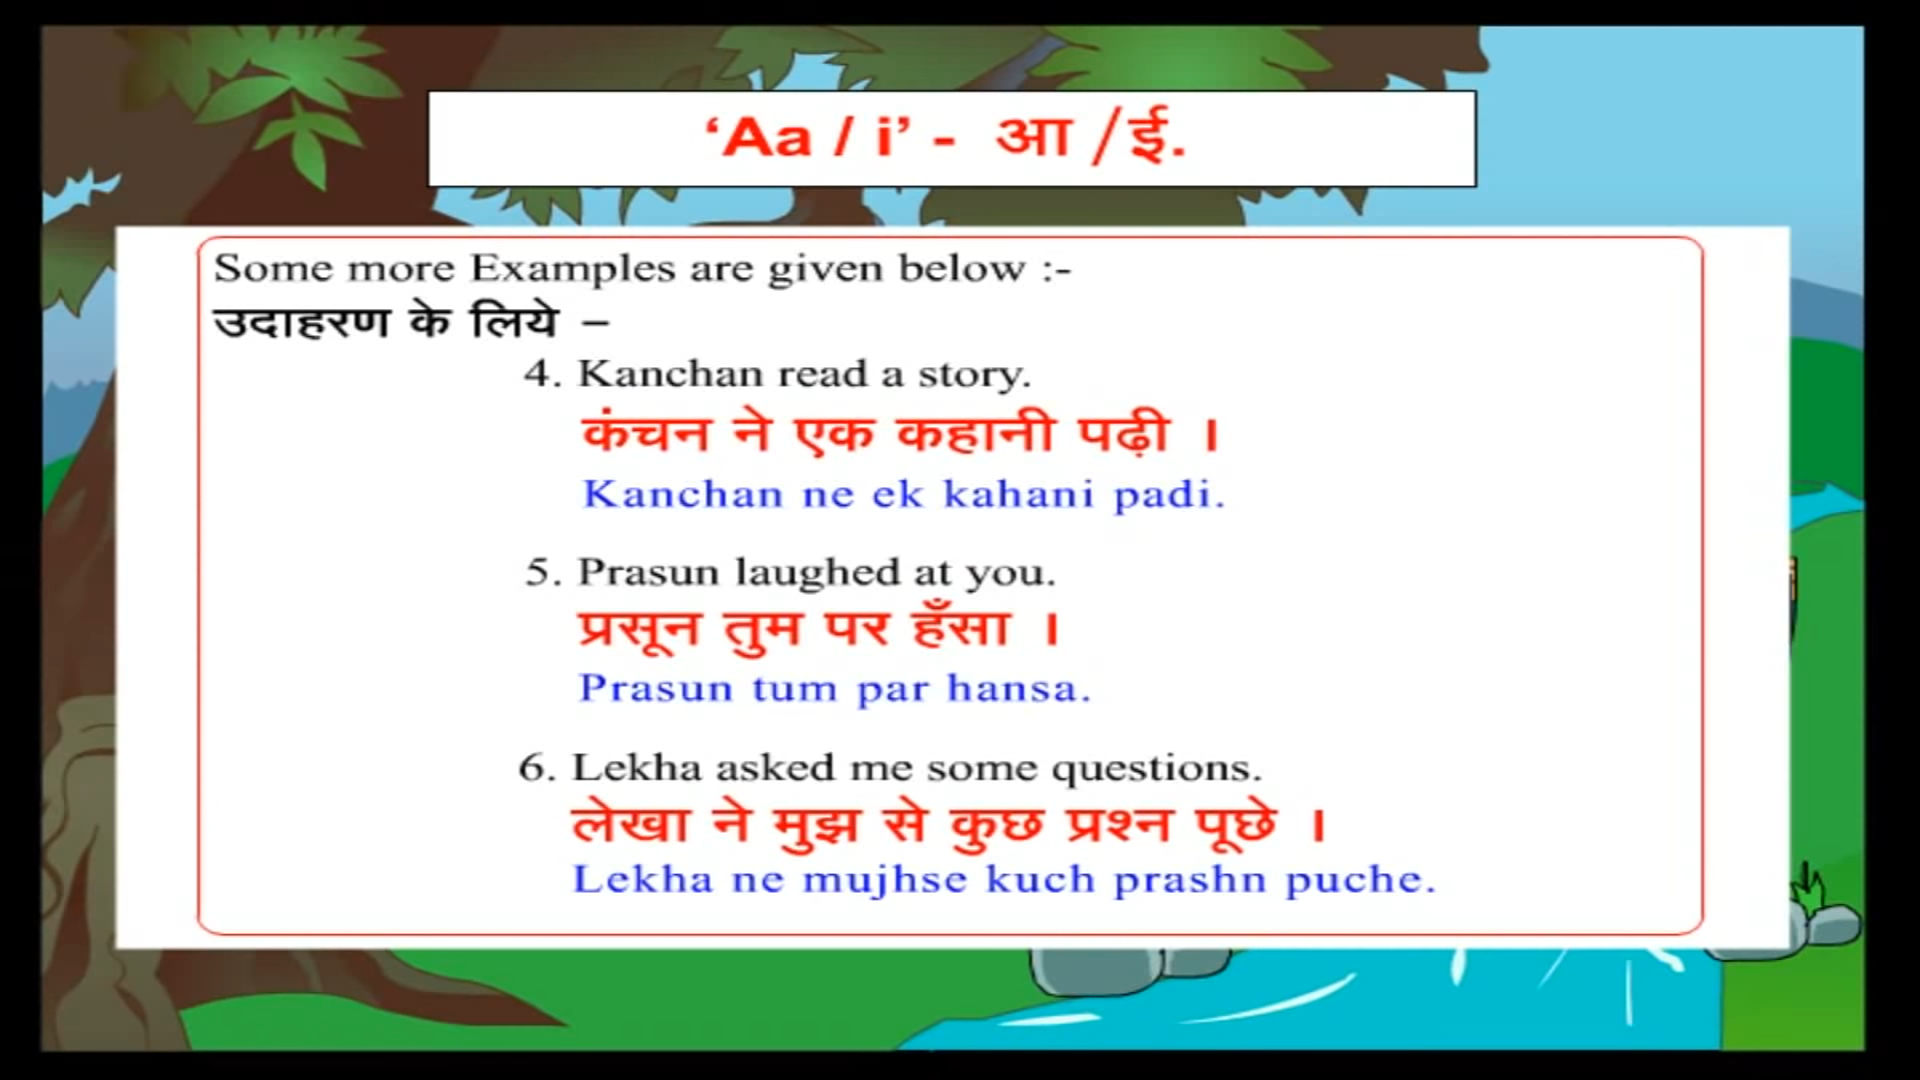 ‘Aa / i’ - आ /ई.
Some more Examples are given below :-
उदाहरण के लिये –
4. Kanchan read a story.
कंचन ने एक कहानी पढ़ी ।
Kanchan ne ek kahani padi.
5. Prasun laughed at you.
प्रसून तुम पर हँसा ।
Prasun tum par hansa.
6. Lekha asked me some questions.
लेखा ने मुझ से कुछ प्रश्न पूछे ।
Lekha ne mujhse kuch prashn puche.